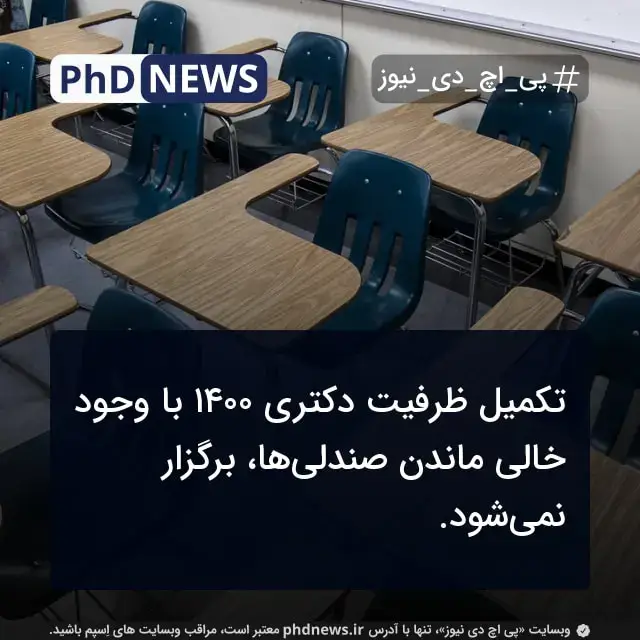 PhD NEWS
#پی_اچ_دی_نیوز
تکمیل ظرفیت دکتری ۱۴۰۰ با وجود
خالی ماندن صندلی‌ها، برگزار
نمی‌شود.
وبسایت «پی اچ دی نیوز»، تنها با آدرس phdnews.ir معتبر است، مراقب وبسایت های اِسپم باشید.